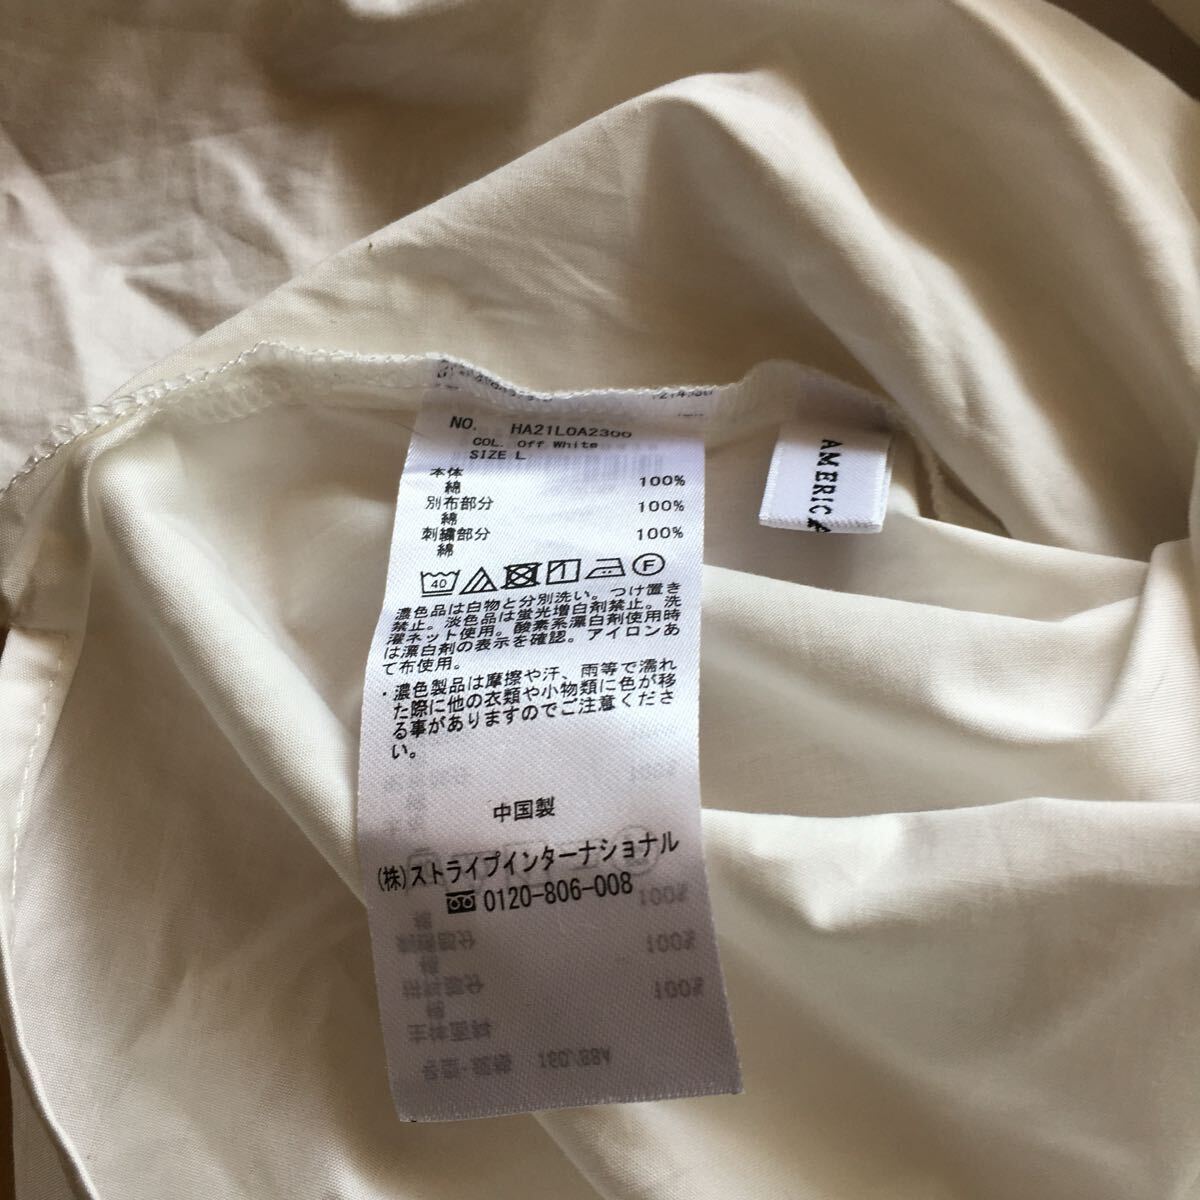 NO. HA21L0A2300
COL. Off White
SIZE L
本体
綿 100%
別布部分
綿 100%
刺繍部分
綿 100%
40
F
濃色品は白物と分別洗い。つけ置き
禁止。淡色品は蛍光増白剤禁止。洗
濯ネット使用。酸素系漂白剤使用時
は漂白剤の表示を確認。アイロンあ
て布使用。
・濃色製品は摩擦や汗、雨等で濡れ
た際に他の衣類や小物類に色が移
る事がありますのでご注意くださ
い。
中国製
(株)ストライプインターナショナル
0120-806-008
AMERICA